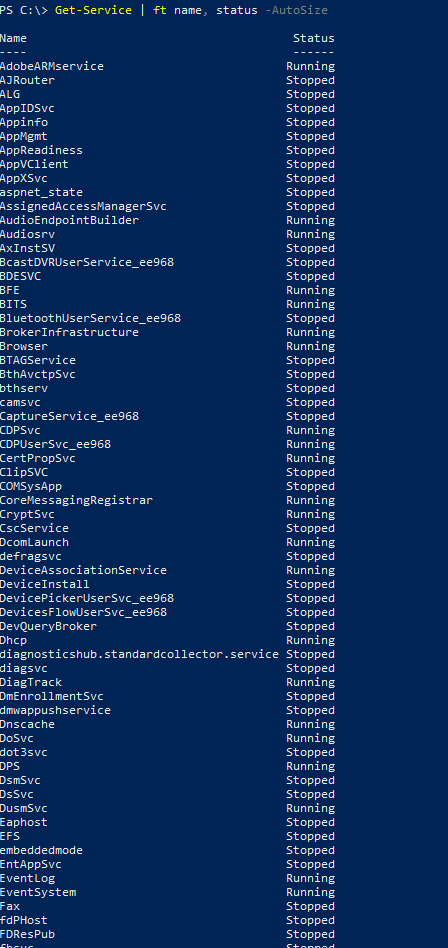 PS C:\> Get-Service | ft name, status -AutoSize
Name Status
---- ------
AdobeARMservice Running
AJRouter Stopped
ALG Stopped
AppIDSvc Stopped
Appinfo Stopped
AppMgmt Stopped
AppReadiness Stopped
AppVClient Stopped
AppXSvc Stopped
aspnet_state Stopped
AssignedAccessManagerSvc Stopped
AudioEndpointBuilder Running
Audiosrv Running
AxInstSV Stopped
BcastDVRUserService_ee968 Stopped
BDESVC Stopped
BFE Running
BITS Running
BluetoothUserService_ee968 Stopped
BrokerInfrastructure Running
Browser Running
BTAGService Stopped
BthAvctpSvc Stopped
bthserv Stopped
camsvc Stopped
CaptureService_ee968 Stopped
CDPSvc Running
CDPUserSvc_ee968 Running
CertPropSvc Running
ClipSVC Stopped
COMSysApp Stopped
CoreMessagingRegistrar Running
CryptSvc Running
CscService Stopped
DcomLaunch Running
defragsvc Stopped
DeviceAssociationService Running
DeviceInstall Stopped
DevicePickerUserSvc_ee968 Stopped
DevicesFlowUserSvc_ee968 Stopped
DevQueryBroker Stopped
Dhcp Running
diagnosticshub.standardcollector.service Stopped
diagsvc Stopped
DiagTrack Running
DmEnrollmentSvc Stopped
dmwappushservice Stopped
Dnscache Running
DoSvc Running
dot3svc Stopped
DPS Running
DsmSvc Stopped
DsSvc Stopped
DusmSvc Running
Eaphost Stopped
EFS Stopped
embeddedmode Stopped
EntAppSvc Stopped
EventLog Running
EventSystem Running
Fax Stopped
fdPHost Stopped
FDResPub Stopped